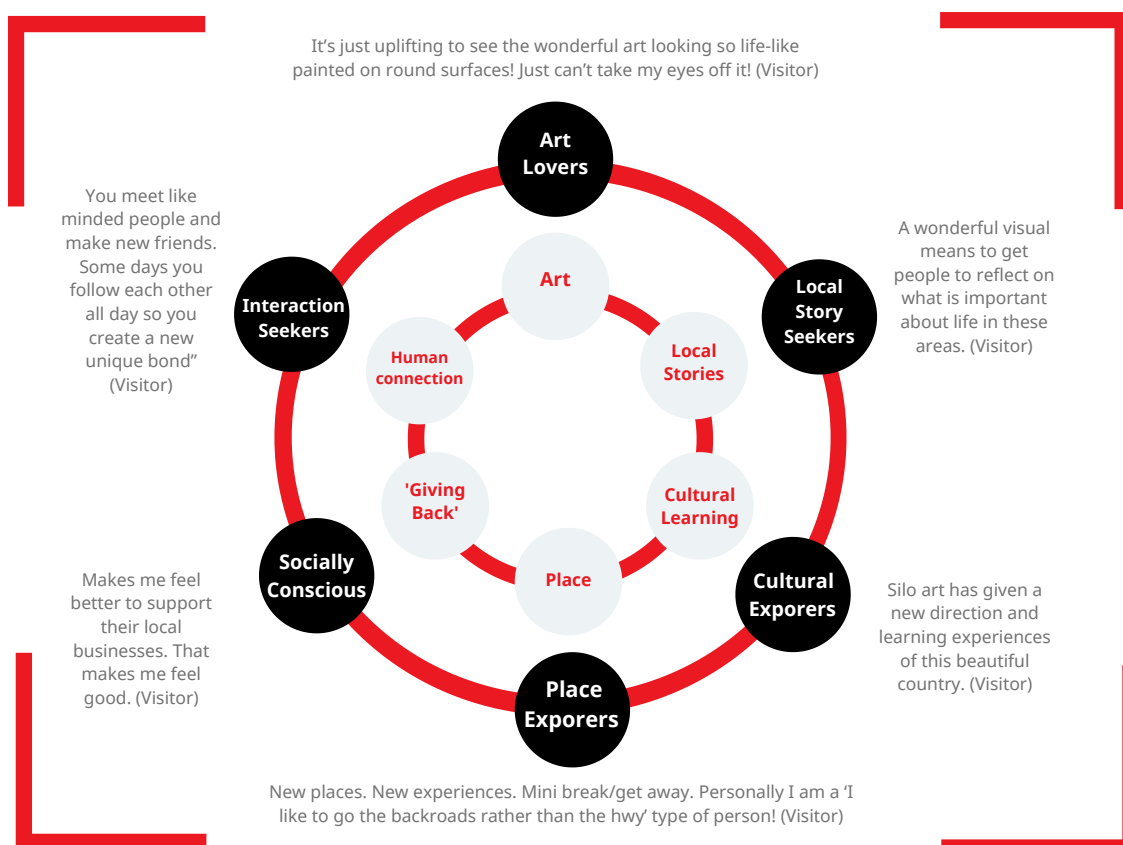 It’s just uplifting to see the wonderful art looking so life-like
painted on round surfaces! Just can’t take my eyes off it! (Visitor)
Art
Lovers
You meet like
minded people and
make new friends.
Some days you
follow each other
all day so you
create a new
unique bond”
(Visitor)
Interaction
Seekers
Art
Human
connection
Local
Stories
Local
Story
Seekers
A wonderful visual
means to get
people to reflect on
what is important
about life in these
areas. (Visitor)
'Giving
Back'
Cultural
Learning
Place
Makes me feel
better to support
their local
businesses. That
makes me feel
good. (Visitor)
Socially
Conscious
Cultural
Exporers
Silo art has given a
new direction and
learning experiences
of this beautiful
country. (Visitor)
Place
Exporers
New places. New experiences. Mini break/get away. Personally I am a ‘I
like to go the backroads rather than the hwy’ type of person! (Visitor)